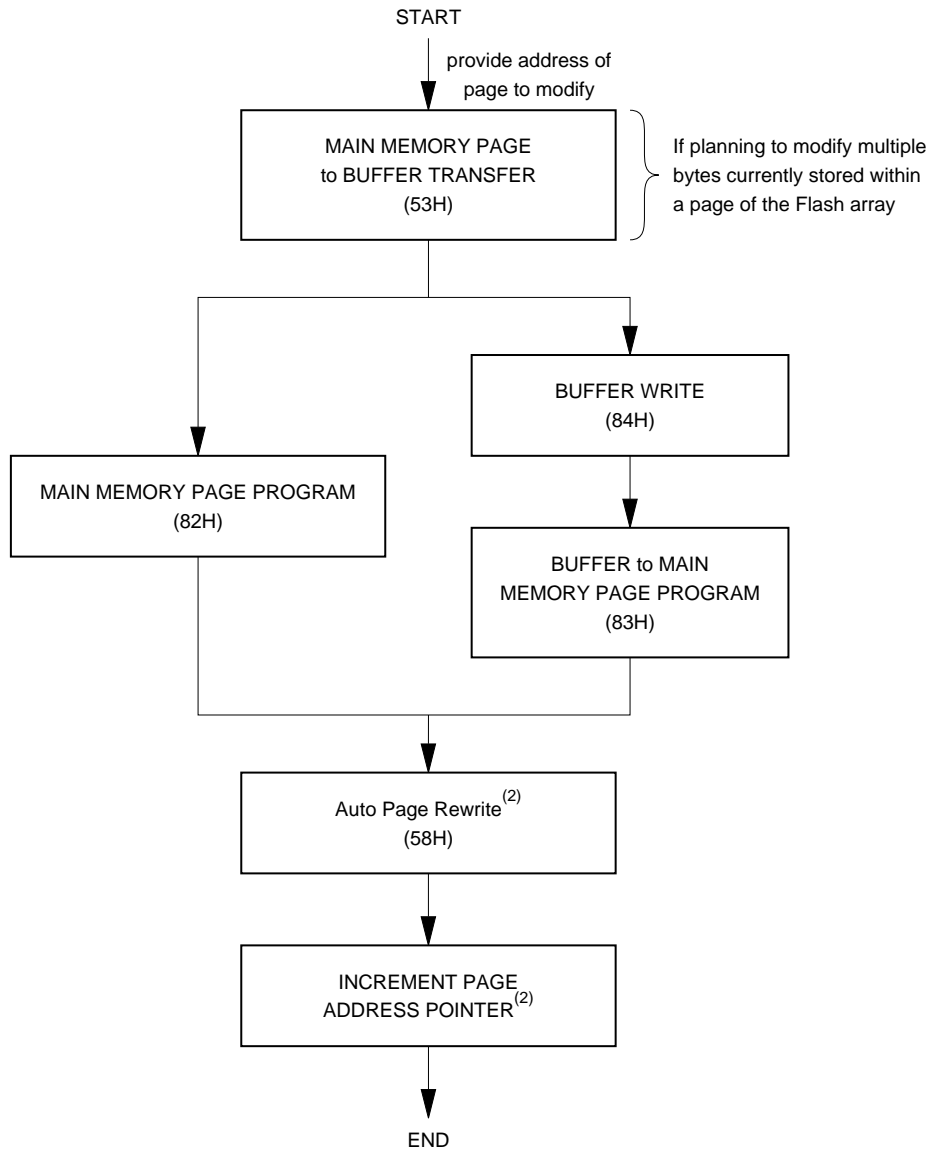 START
provide address of
page to modify
MAIN MEMORY PAGE
to BUFFER TRANSFER
(53H)
If planning to modify multiple
bytes currently stored within
a page of the Flash array
BUFFER WRITE
(84H)
MAIN MEMORY PAGE PROGRAM
(82H)
BUFFER to MAIN
MEMORY PAGE PROGRAM
(83H)
Auto Page Rewrite(2)
(58H)
INCREMENT PAGE
ADDRESS POINTER(2)
END